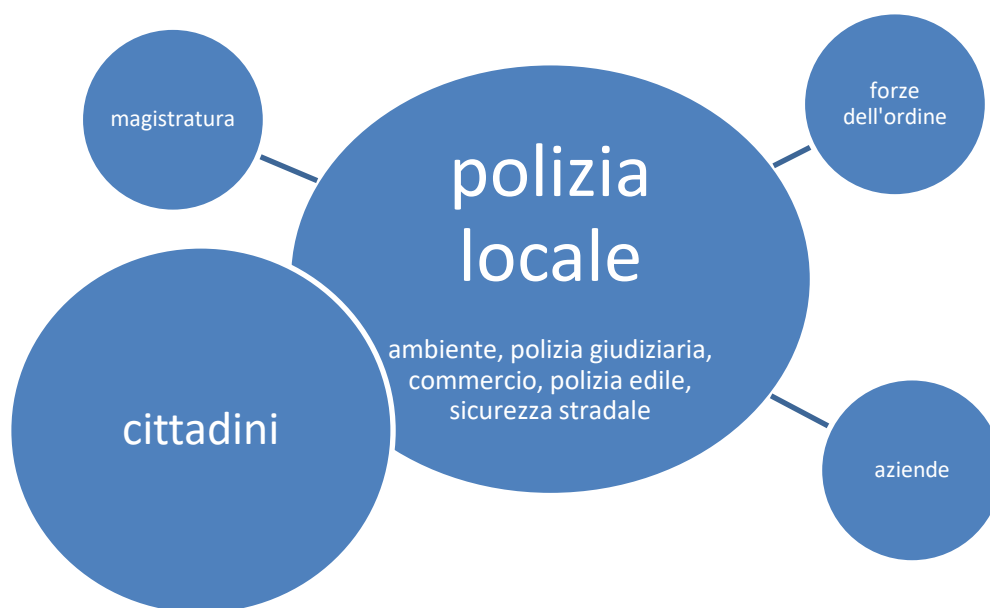 magistratura
forze
dell'ordine
polizia
locale
ambiente, polizia giudiziaria,
commercio, polizia edile,
sicurezza stradale
cittadini
aziende